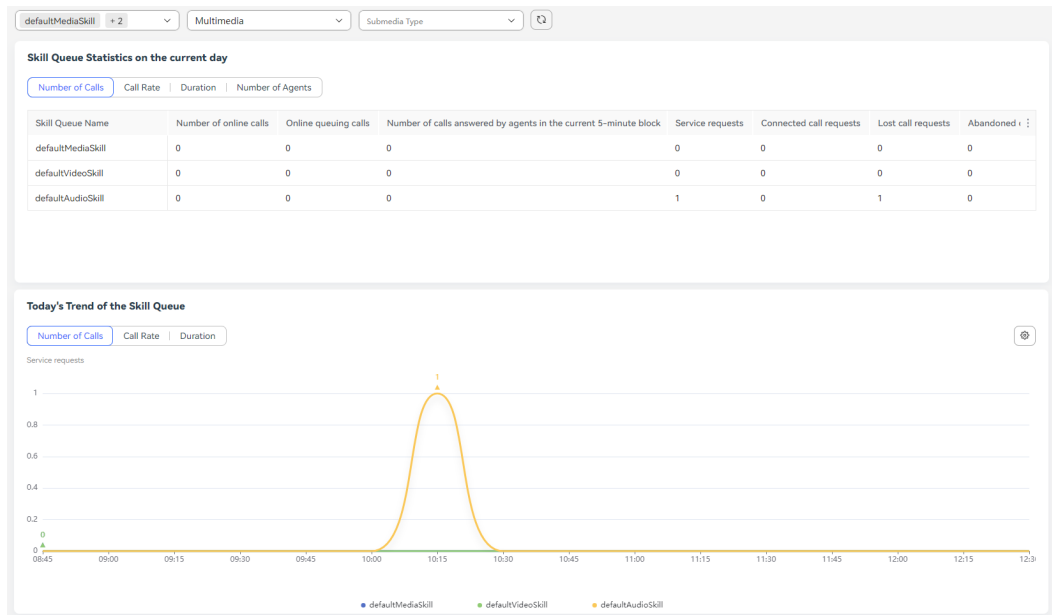 defaultMediaSkill + 2 Multimedia Submedia Type
Skill Queue Statistics on the current day
Number of Calls Call Rate Duration Number of Agents
Skill Queue Name Number of online calls Online queuing calls Number of calls answered by agents in the current 5-minute block Service requests Connected call requests Lost call requests Abandoned
defaultMediaSkill 0 0 0 0 0 0 0
defaultVideoSkill 0 0 0 0 0 0 0
defaultAudioSkill 0 0 0 1 0 1 0
Today's Trend of the Skill Queue
Number of Calls Call Rate Duration
Service requests
1
1
0.8
0.6
0.4
0.2
0
0
08:45 09:00 09:15 09:30 09:45 10:00 10:15 10:30 10:45 11:00 11:15 11:30 11:45 12:00 12:15 12:3
defaultMediaSkill defaultVideoSkill defaultAudioSkill